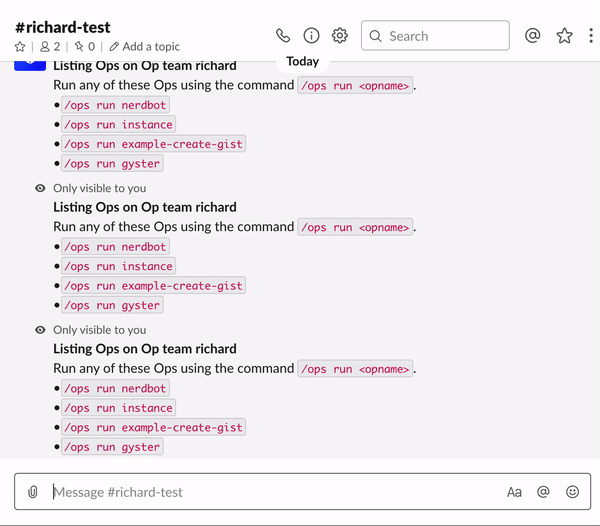 #richard-test
2 0 Add a topic
Search
Today
Listing Ops on Op team richard
Run any of these Ops using the command /ops run <opname>.
• /ops run nerdbot
• /ops run instance
• /ops run example-create-gist
• /ops run gyster
Only visible to you
Listing Ops on Op team richard
Run any of these Ops using the command /ops run <opname>.
• /ops run nerdbot
• /ops run instance
• /ops run example-create-gist
• /ops run gyster
Only visible to you
Listing Ops on Op team richard
Run any of these Ops using the command /ops run <opname>.
• /ops run nerdbot
• /ops run instance
• /ops run example-create-gist
• /ops run gyster
Message #richard-test Aa @